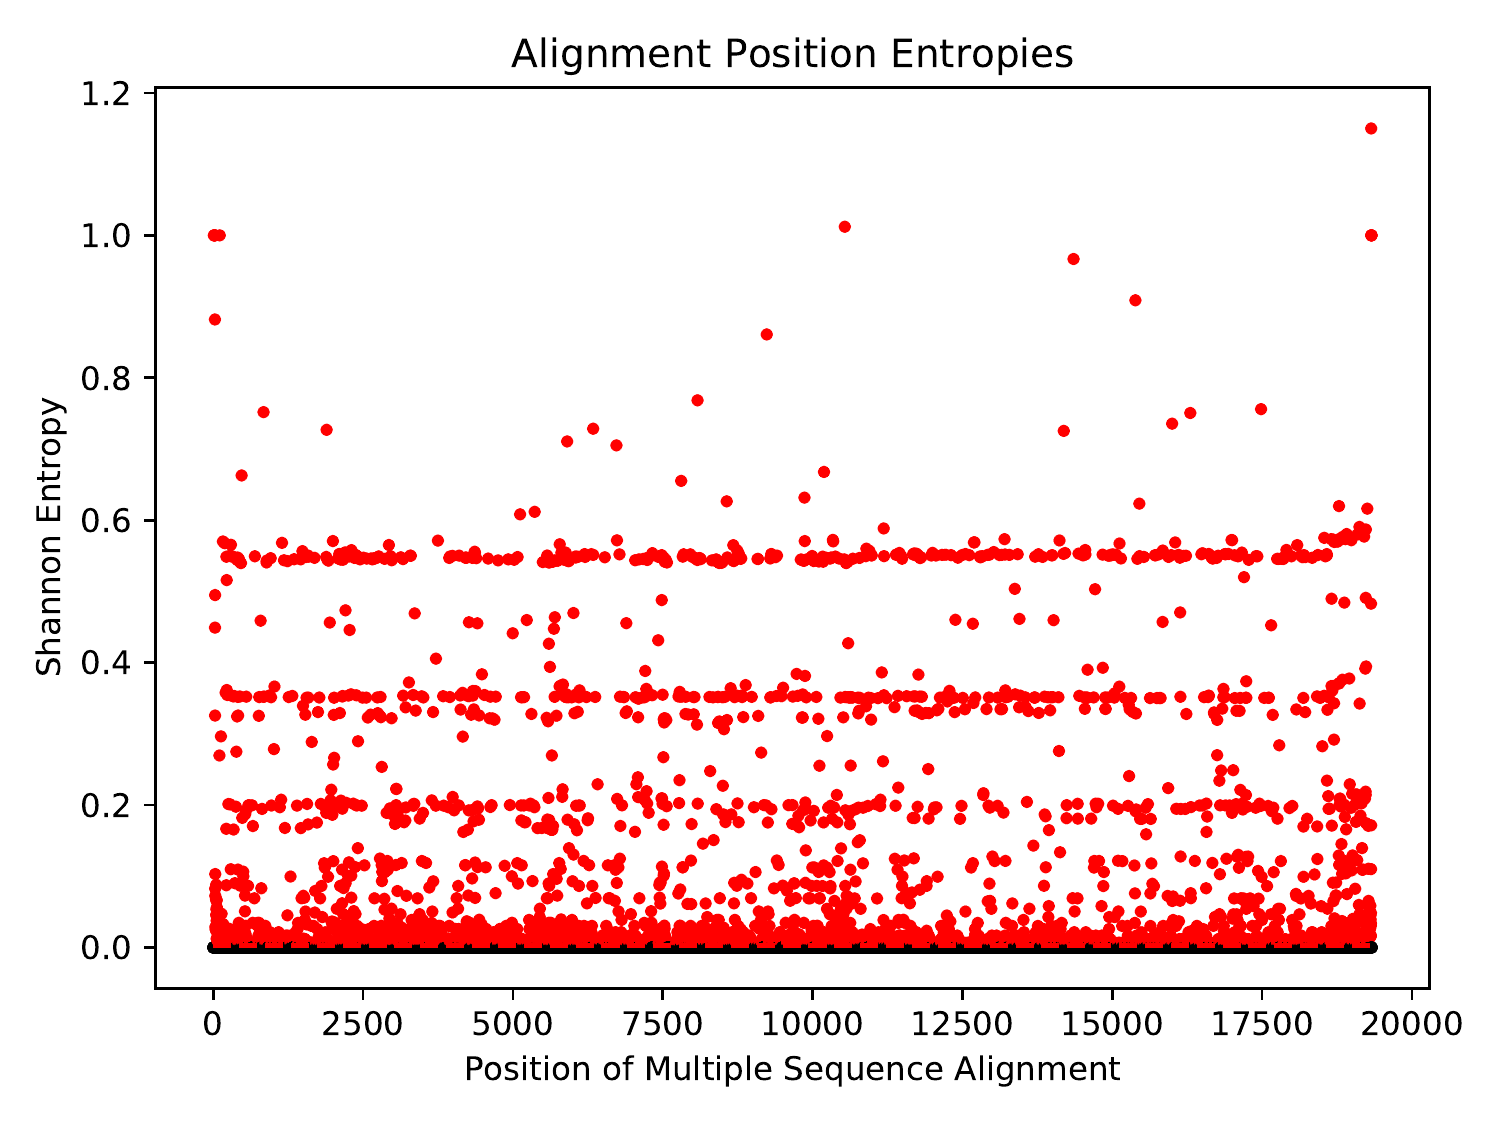 Alignment Position Entropies
1.2
1.0
0.8
0.6
0.4
0.2
0.0
Shannon Entropy
0 2500 5000 7500 10000 12500 15000 17500 20000
Position of Multiple Sequence Alignment